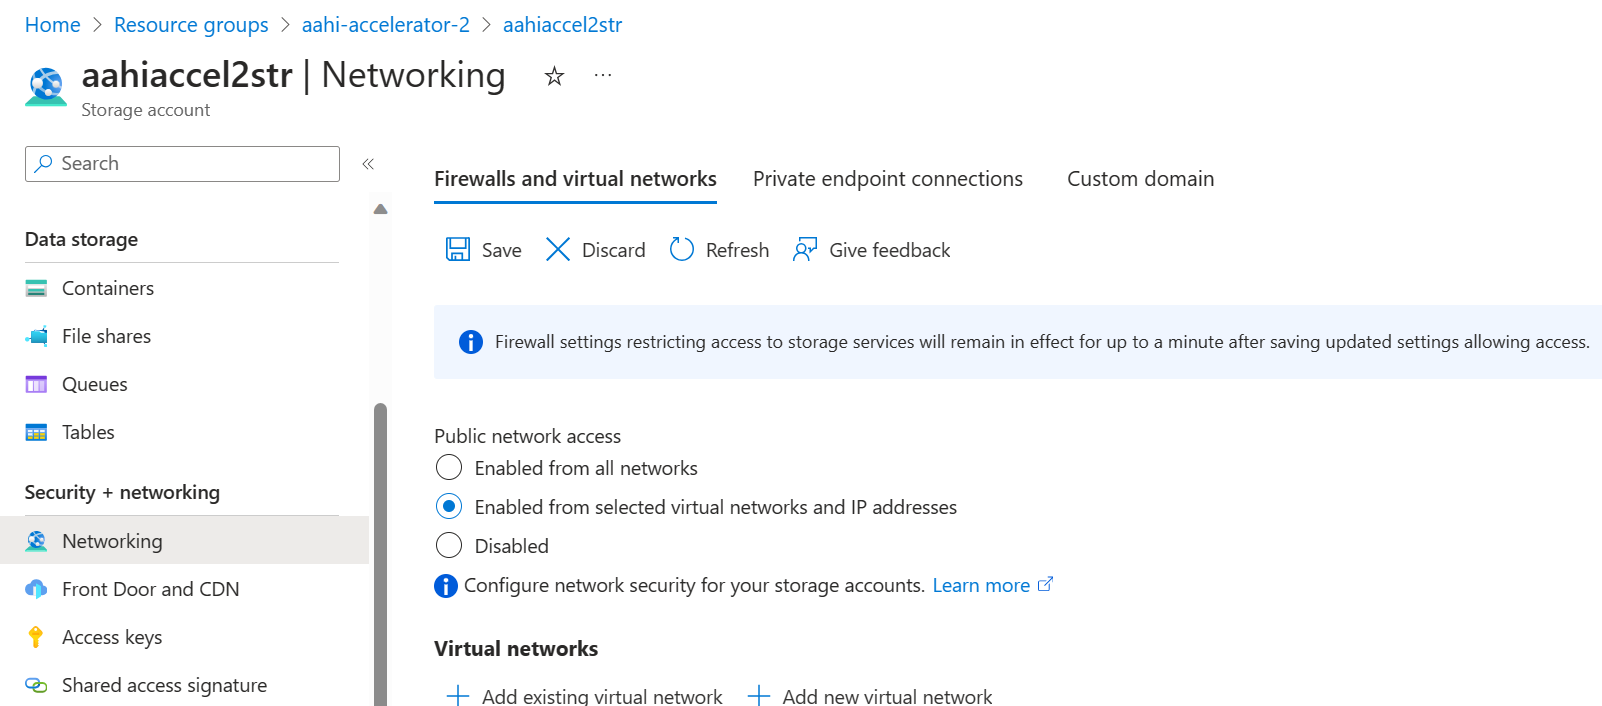 Home > Resource groups > aahi-accelerator-2 > aahiaccel2str
aahiaccel2str | Networking
Storage account
Search
Data storage
Containers
File shares
Queues
Tables
Security + networking
Networking
Front Door and CDN
Access keys
Shared access signature
Firewalls and virtual networks Private endpoint connections Custom domain
Save Discard Refresh Give feedback
Firewall settings restricting access to storage services will remain in effect for up to a minute after saving updated settings allowing access.
Public network access
Enabled from all networks
Enabled from selected virtual networks and IP addresses
Disabled
Configure network security for your storage accounts. Learn more
Virtual networks
+ Add existing virtual network + Add new virtual network